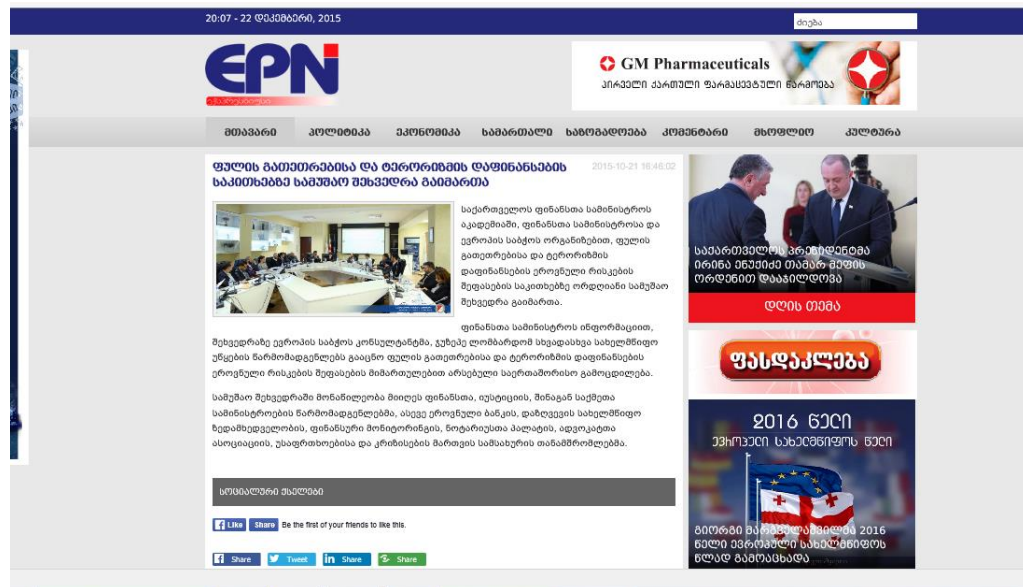 20:07 - 22 დეკემბერი, 2015
ძიება
EPN
ექსკლუზივი
GM Pharmaceuticals
პირველი ქართული ფარმაცევტული წარმოება
მთავარი პოლიტიკა ეკონომიკა სამართალი საზოგადოება კომენტარი მსოფლიო კულტურა
ფულის გათეთრებისა და ტერორიზმის დაფინანსების
საკითხებზე სამუშაო შეხვედრა გაიმართა
2015-10-21 16:46:02
საქართველოს ფინანსთა სამინისტროს
აკადემიაში, ფინანსთა სამინისტროსა და
ევროპის საბჭოს ორგანიზებით, ფულის
გათეთრებისა და ტერორიზმის
დაფინანსების ეროვნული რისკების
შეფასების საკითხებზე ორდღიანი სამუშაო
შეხვედრა გაიმართა.
ფინანსთა სამინისტროს ინფორმაციით,
შეხვედრაზე ევროპის საბჭოს კონსულტანტმა, ჯუზეპე ლომბარდომ სხვადასხვა სახელმწიფო
უწყების წარმომადგენლებს გააცნო ფულის გათეთრებისა და ტერორიზმის დაფინანსების
ეროვნული რისკების შეფასების მიმართულებით არსებული საერთაშორისო გამოცდილება.
სამუშაო შეხვედრაში მონაწილეობა მიიღეს ფინანსთა, იუსტიციის, შინაგან საქმეთა
სამინისტროების წარმომადგენლებმა, ასევე ეროვნული ბანკის, დაზღვევის სახელმწიფო
ზედამხედველობის, ფინანსური მონიტორინგის, ნოტარიუსთა პალატის, ადვოკატთა
ასოციაციის, უსაფრთხოებისა და კრიზისების მართვის სამსახურის თანამშრომლებმა.
სოციალური ქსელები
Like Share Be the first of your friends to like this.
Share Tweet Share Share
საქართველოს პრეზიდენტმა
ირინა ენუქიძე თამარ მეფის
ორდენით დააჯილდოვა
დღის თემა
ფასდაკლება
2016 წელი
ევროპული სახელმწიფოს წელი
გიორგი მარგველაშვილმა 2016
წელი ევროპული სახელმწიფოს
წლად გამოაცხადა